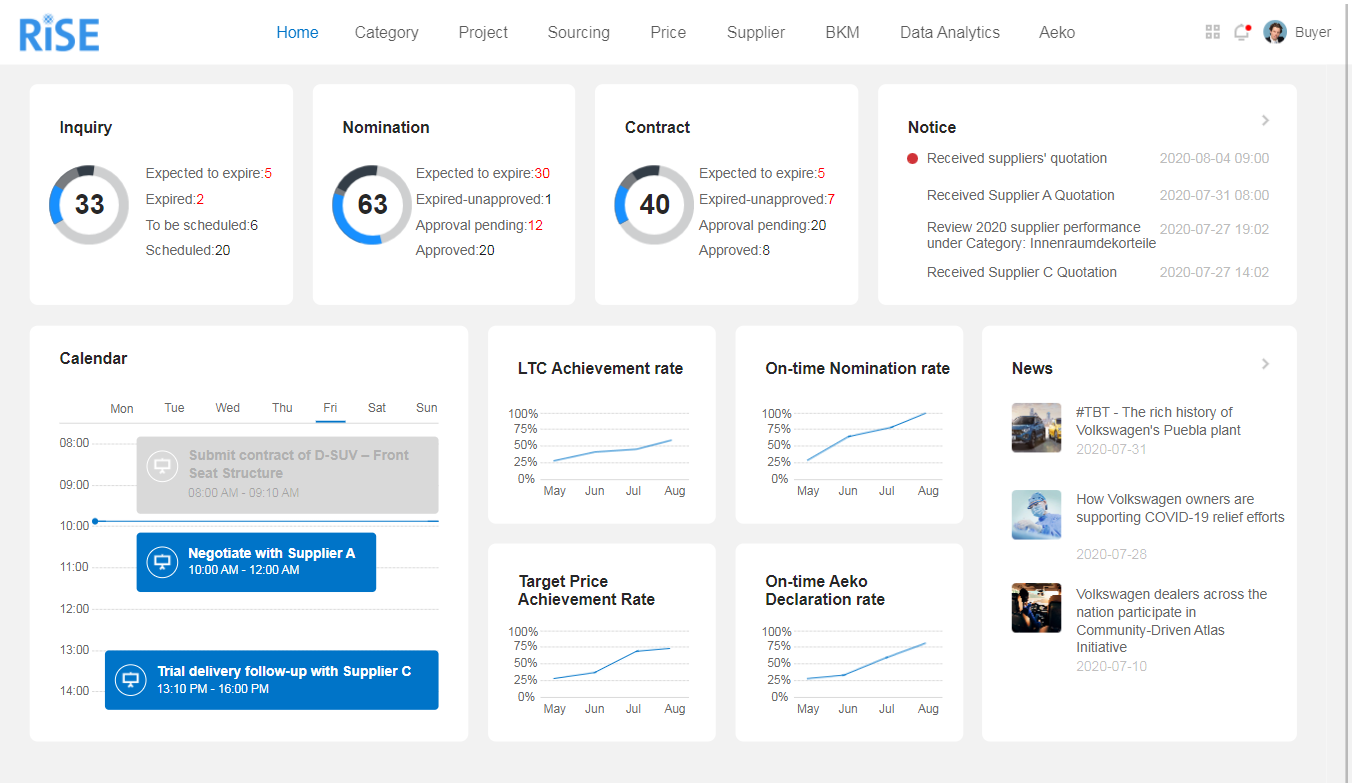 RiSE
Home
Category
Project
Sourcing
Price
Supplier
BKM
Data Analytics
Aeko
Buyer
Inquiry
33
Expected to expire:5
Expired:2
To be scheduled:6
Scheduled:20
Nomination
63
Expected to expire:30
Expired-unapproved:1
Approval pending:12
Approved:20
Contract
40
Expected to expire:5
Expired-unapproved:7
Approval pending:20
Approved:8
Notice
Received suppliers' quotation 2020-08-04 09:00
Received Supplier A Quotation 2020-07-31 08:00
Review 2020 supplier performance 2020-07-27 19:02
under Category: Innenraumdekorteile
Received Supplier C Quotation 2020-07-27 14:02
Calendar
Mon Tue Wed Thu Fri Sat Sun
08:00
Submit contract of D-SUV – Front
Seat Structure
08:00 AM - 09:10 AM
09:00
10:00
Negotiate with Supplier A
10:00 AM - 12:00 AM
11:00
12:00
13:00
Trial delivery follow-up with Supplier C
13:10 PM - 16:00 PM
14:00
LTC Achievement rate
100%
75%
50%
25%
0%
May Jun Jul Aug
On-time Nomination rate
100%
75%
50%
25%
0%
May Jun Jul Aug
Target Price
Achievement Rate
100%
75%
50%
25%
0%
May Jun Jul Aug
On-time Aeko
Declaration rate
100%
75%
50%
25%
0%
May Jun Jul Aug
News
#TBT - The rich history of
Volkswagen's Puebla plant
2020-07-31
How Volkswagen owners are
supporting COVID-19 relief efforts
2020-07-28
Volkswagen dealers across the
nation participate in
Community-Driven Atlas
Initiative
2020-07-10